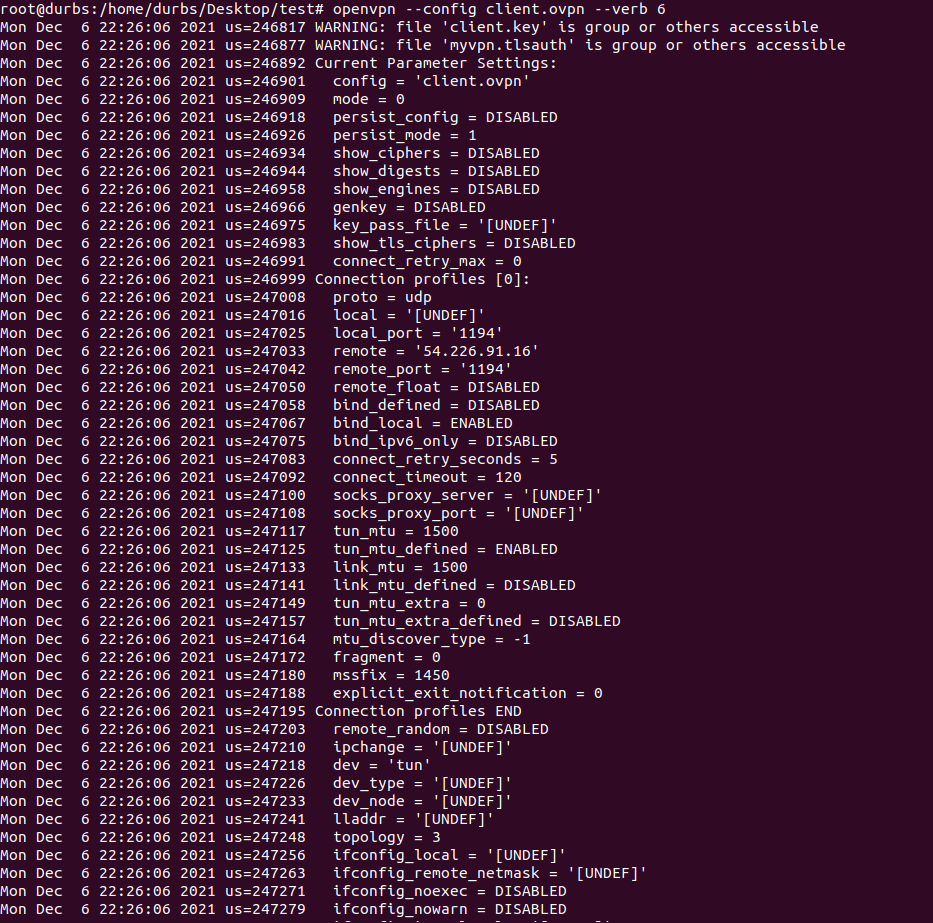 root@durbs:/home/durbs/Desktop/test# openvpn --config client.ovpn --verb 6
Mon Dec  6 22:26:06 2021 us=246817 WARNING: file 'client.key' is group or others accessible
Mon Dec  6 22:26:06 2021 us=246877 WARNING: file 'myvpn.tlsauth' is group or others accessible
Mon Dec  6 22:26:06 2021 us=246892 Current Parameter Settings:
Mon Dec  6 22:26:06 2021 us=246901   config = 'client.ovpn'
Mon Dec  6 22:26:06 2021 us=246909   mode = 0
Mon Dec  6 22:26:06 2021 us=246918   persist_config = DISABLED
Mon Dec  6 22:26:06 2021 us=246926   persist_mode = 1
Mon Dec  6 22:26:06 2021 us=246934   show_ciphers = DISABLED
Mon Dec  6 22:26:06 2021 us=246944   show_digests = DISABLED
Mon Dec  6 22:26:06 2021 us=246958   show_engines = DISABLED
Mon Dec  6 22:26:06 2021 us=246966   genkey = DISABLED
Mon Dec  6 22:26:06 2021 us=246975   key_pass_file = '[UNDEF]'
Mon Dec  6 22:26:06 2021 us=246983   show_tls_ciphers = DISABLED
Mon Dec  6 22:26:06 2021 us=246991   connect_retry_max = 0
Mon Dec  6 22:26:06 2021 us=246999 Connection profiles [0]:
Mon Dec  6 22:26:06 2021 us=247008   proto = udp
Mon Dec  6 22:26:06 2021 us=247016   local = '[UNDEF]'
Mon Dec  6 22:26:06 2021 us=247025   local_port = '1194'
Mon Dec  6 22:26:06 2021 us=247033   remote = '54.226.91.16'
Mon Dec  6 22:26:06 2021 us=247042   remote_port = '1194'
Mon Dec  6 22:26:06 2021 us=247050   remote_float = DISABLED
Mon Dec  6 22:26:06 2021 us=247058   bind_defined = DISABLED
Mon Dec  6 22:26:06 2021 us=247067   bind_local = ENABLED
Mon Dec  6 22:26:06 2021 us=247075   bind_ipv6_only = DISABLED
Mon Dec  6 22:26:06 2021 us=247083   connect_retry_seconds = 5
Mon Dec  6 22:26:06 2021 us=247092   connect_timeout = 120
Mon Dec  6 22:26:06 2021 us=247100   socks_proxy_server = '[UNDEF]'
Mon Dec  6 22:26:06 2021 us=247108   socks_proxy_port = '[UNDEF]'
Mon Dec  6 22:26:06 2021 us=247117   tun_mtu = 1500
Mon Dec  6 22:26:06 2021 us=247125   tun_mtu_defined = ENABLED
Mon Dec  6 22:26:06 2021 us=247133   link_mtu = 1500
Mon Dec  6 22:26:06 2021 us=247141   link_mtu_defined = DISABLED
Mon Dec  6 22:26:06 2021 us=247149   tun_mtu_extra = 0
Mon Dec  6 22:26:06 2021 us=247157   tun_mtu_extra_defined = DISABLED
Mon Dec  6 22:26:06 2021 us=247164   mtu_discover_type = -1
Mon Dec  6 22:26:06 2021 us=247172   fragment = 0
Mon Dec  6 22:26:06 2021 us=247180   mssfix = 1450
Mon Dec  6 22:26:06 2021 us=247188   explicit_exit_notification = 0
Mon Dec  6 22:26:06 2021 us=247195 Connection profiles END
Mon Dec  6 22:26:06 2021 us=247203   remote_random = DISABLED
Mon Dec  6 22:26:06 2021 us=247210   ipchange = '[UNDEF]'
Mon Dec  6 22:26:06 2021 us=247218   dev = 'tun'
Mon Dec  6 22:26:06 2021 us=247226   dev_type = '[UNDEF]'
Mon Dec  6 22:26:06 2021 us=247233   dev_node = '[UNDEF]'
Mon Dec  6 22:26:06 2021 us=247241   lladdr = '[UNDEF]'
Mon Dec  6 22:26:06 2021 us=247248   topology = 3
Mon Dec  6 22:26:06 2021 us=247256   ifconfig_local = '[UNDEF]'
Mon Dec  6 22:26:06 2021 us=247263   ifconfig_remote_netmask = '[UNDEF]'
Mon Dec  6 22:26:06 2021 us=247271   ifconfig_noexec = DISABLED
Mon Dec  6 22:26:06 2021 us=247279   ifconfig_nowarn = DISABLED